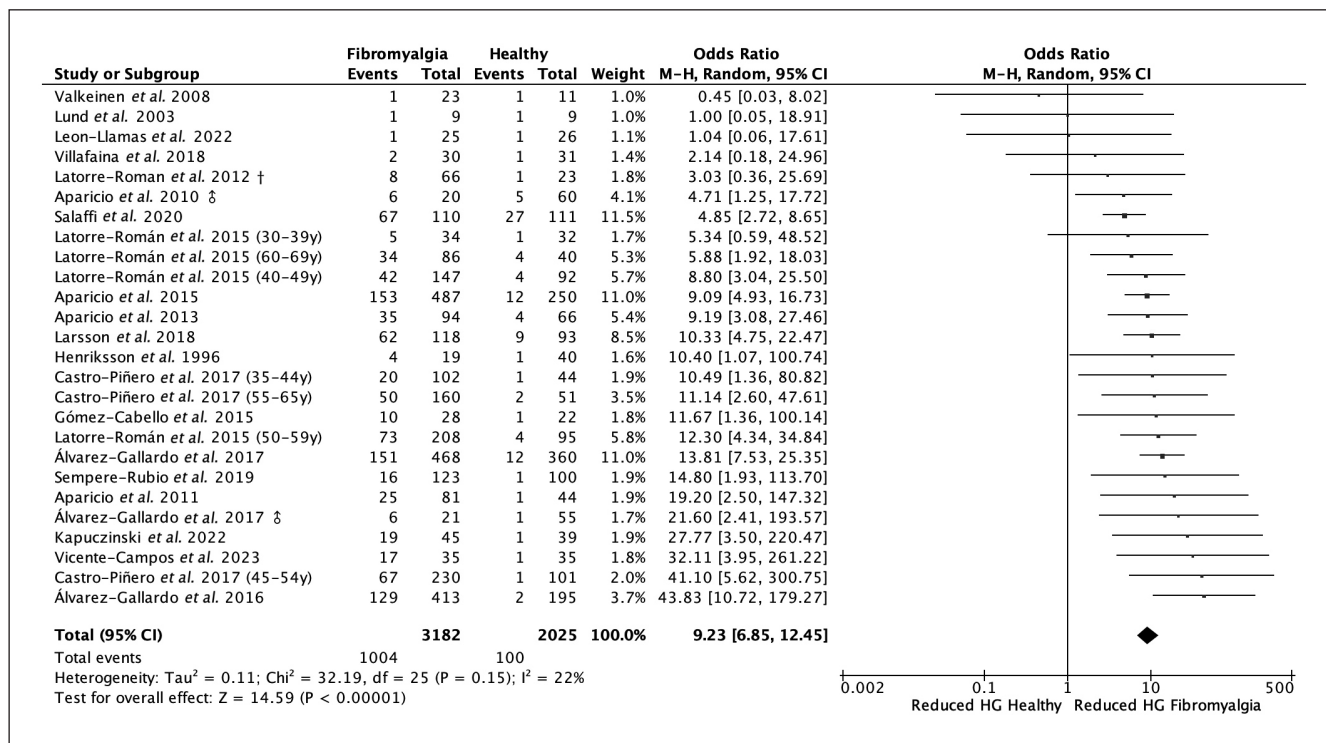 Fibromyalgia Healthy Odds Ratio Odds Ratio
Study or Subgroup Events Total Events Total Weight M-H, Random, 95% CI M-H, Random, 95% CI
Valkeinen et al. 2008 1 23 1 11 1.0% 0.45 [0.03, 8.02]
Lund et al. 2003 1 9 1 9 1.0% 1.00 [0.05, 18.91]
Leon-Llamas et al. 2022 1 25 1 26 1.1% 1.04 [0.06, 17.61]
Villafaina et al. 2018 2 30 1 31 1.4% 2.14 [0.18, 24.96]
Latorre-Roman et al. 2012 † 8 66 1 23 1.8% 3.03 [0.36, 25.69]
Aparicio et al. 2010 ⚦ 6 20 5 60 4.1% 4.71 [1.25, 17.72]
Salaffi et al. 2020 67 110 27 111 11.5% 4.85 [2.72, 8.65]
Latorre-Román et al. 2015 (30-39y) 5 34 1 32 1.7% 5.34 [0.59, 48.52]
Latorre-Román et al. 2015 (60-69y) 34 86 4 40 5.3% 5.88 [1.92, 18.03]
Latorre-Román et al. 2015 (40-49y) 42 147 4 92 5.7% 8.80 [3.04, 25.50]
Aparicio et al. 2015 153 487 12 250 11.0% 9.09 [4.93, 16.73]
Aparicio et al. 2013 35 94 4 66 5.4% 9.19 [3.08, 27.46]
Larsson et al. 2018 62 118 9 93 8.5% 10.33 [4.75, 22.47]
Henriksson et al. 1996 4 19 1 40 1.6% 10.40 [1.07, 100.74]
Castro-Piñero et al. 2017 (35-44y) 20 102 1 44 1.9% 10.49 [1.36, 80.82]
Castro-Piñero et al. 2017 (55-65y) 50 160 2 51 3.5% 11.14 [2.60, 47.61]
Gómez-Cabello et al. 2015 10 28 1 22 1.8% 11.67 [1.36, 100.14]
Latorre-Román et al. 2015 (50-59y) 73 208 4 95 5.8% 12.30 [4.34, 34.84]
Álvarez-Gallardo et al. 2017 151 468 12 360 11.0% 13.81 [7.53, 25.35]
Sempere-Rubio et al. 2019 16 123 1 100 1.9% 14.80 [1.93, 113.70]
Aparicio et al. 2011 25 81 1 44 1.9% 19.20 [2.50, 147.32]
Álvarez-Gallardo et al. 2017 ⚦ 6 21 1 55 1.7% 21.60 [2.41, 193.57]
Kapuczinski et al. 2022 19 45 1 39 1.9% 27.77 [3.50, 220.47]
Vicente-Campos et al. 2023 17 35 1 35 1.8% 32.11 [3.95, 261.22]
Castro-Piñero et al. 2017 (45-54y) 67 230 1 101 2.0% 41.10 [5.62, 300.75]
Álvarez-Gallardo et al. 2016 129 413 2 195 3.7% 43.83 [10.72, 179.27]
Total (95% CI) 3182 2025 100.0% 9.23 [6.85, 12.45]
Total events 1004 100
Heterogeneity: Tau² = 0.11; Chi² = 32.19, df = 25 (P = 0.15); I² = 22%
Test for overall effect: Z = 14.59 (P < 0.00001)
0.002 0.1 1 10 500
Reduced HG Healthy Reduced HG Fibromyalgia